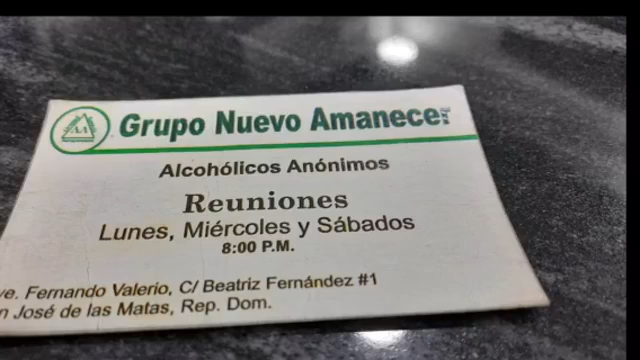 AA
Grupo Nuevo Amanecer
Alcohólicos Anónimos
Reuniones
Lunes, Miércoles y Sábados
8:00 P.M.
ve. Fernando Valerio, C/ Beatriz Fernández #1
n José de las Matas, Rep. Dom.